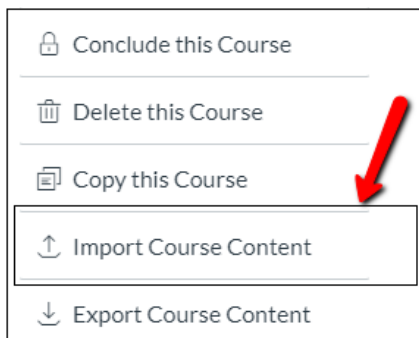 Conclude this Course
Delete this Course
Copy this Course
Import Course Content
Export Course Content